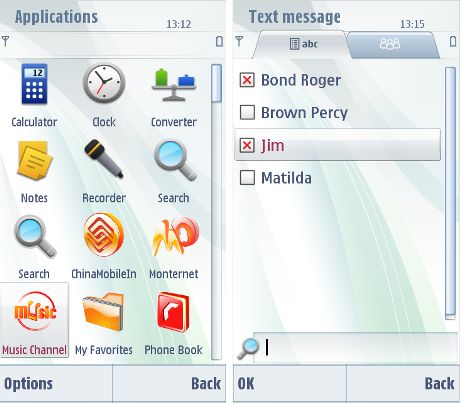 Applications
13:12
12
Calculator
Clock
Converter
Notes
Recorder
Search
Search
ChinaMobileIn
Monternet
music
Music Channel
My Favorites
Phone Book
Options
Back
Text message
13:15
abc
Bond Roger
Brown Percy
Jim
Matilda
OK
Back